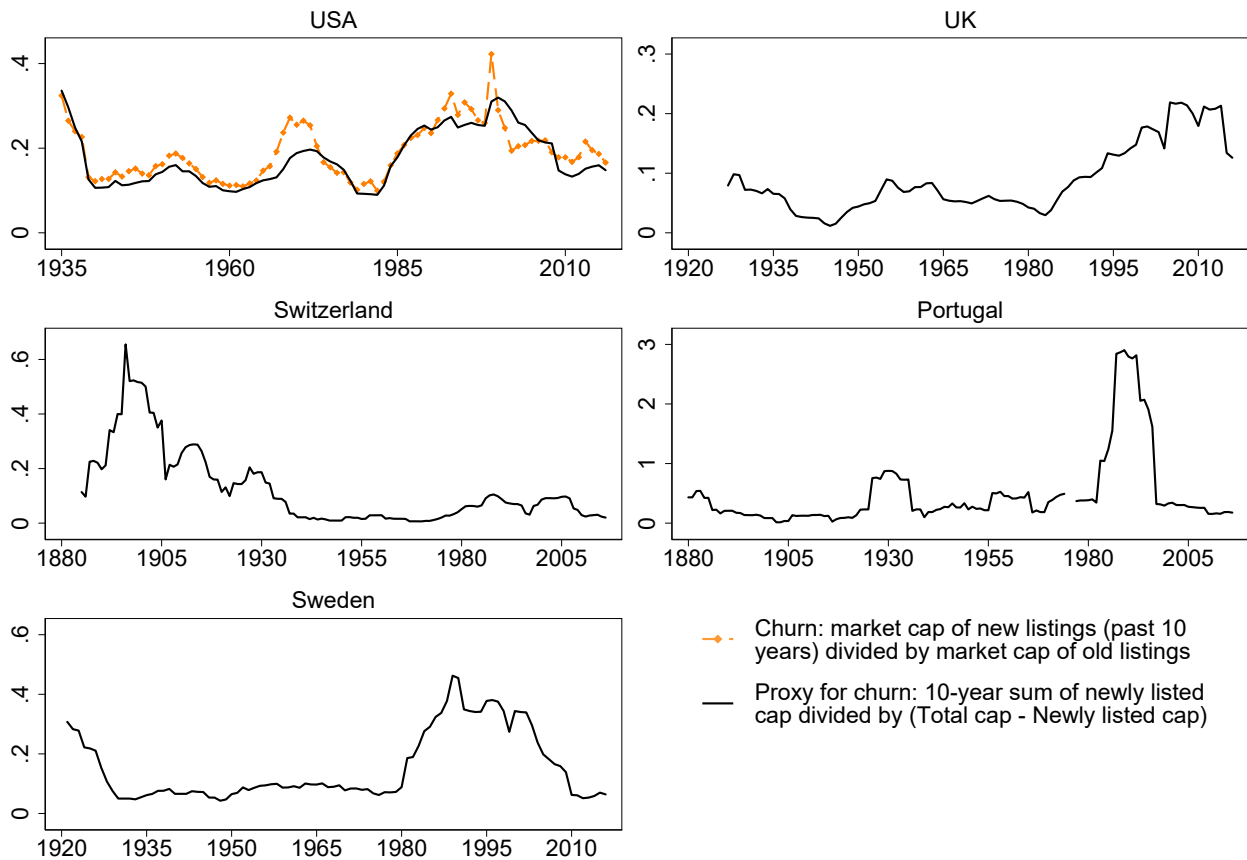 USA
.4
.2
0
1935 1960 1985 2010
UK
.3
.2
.1
0
1920 1935 1950 1965 1980 1995 2010
Switzerland
.6
.4
.2
0
1880 1905 1930 1955 1980 2005
Portugal
3
2
1
0
1880 1905 1930 1955 1980 2005
Sweden
.6
.4
.2
0
1920 1935 1950 1965 1980 1995 2010
Churn: market cap of new listings (past 10
years) divided by market cap of old listings
Proxy for churn: 10-year sum of newly listed
cap divided by (Total cap - Newly listed cap)